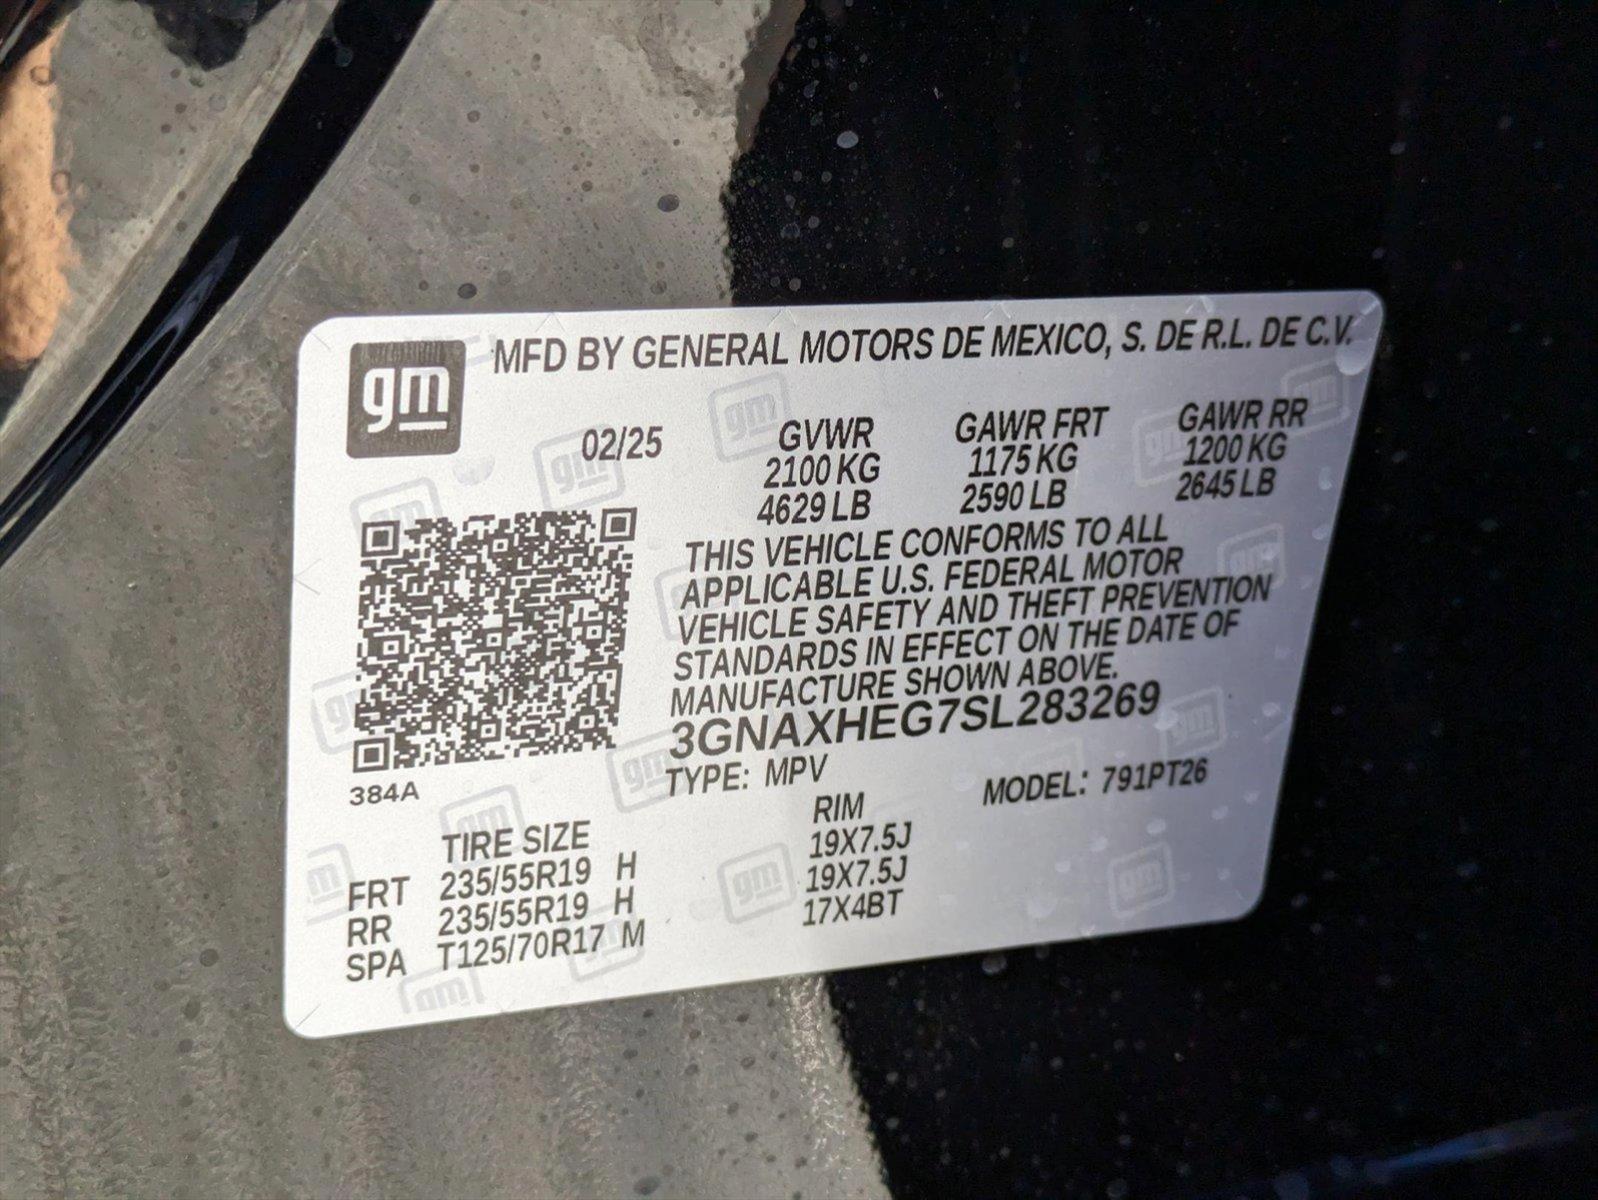 gm MFD BY GENERAL MOTORS DE MEXICO, S. DE R.L. DE C.V.
02/25 GVWR GAWR FRT GAWR RR
2100 KG 1175 KG 1200 KG
4629 LB 2590 LB 2645 LB
THIS VEHICLE CONFORMS TO ALL
APPLICABLE U.S. FEDERAL MOTOR
VEHICLE SAFETY AND THEFT PREVENTION
STANDARDS IN EFFECT ON THE DATE OF
MANUFACTURE SHOWN ABOVE.
3GNAXHEG7SL283269
TYPE: MPV MODEL: 791PT26
384A
TIRE SIZE RIM
FRT 235/55R19 H 19X7.5J
RR 235/55R19 H 19X7.5J
SPA T125/70R17 M 17X4BT